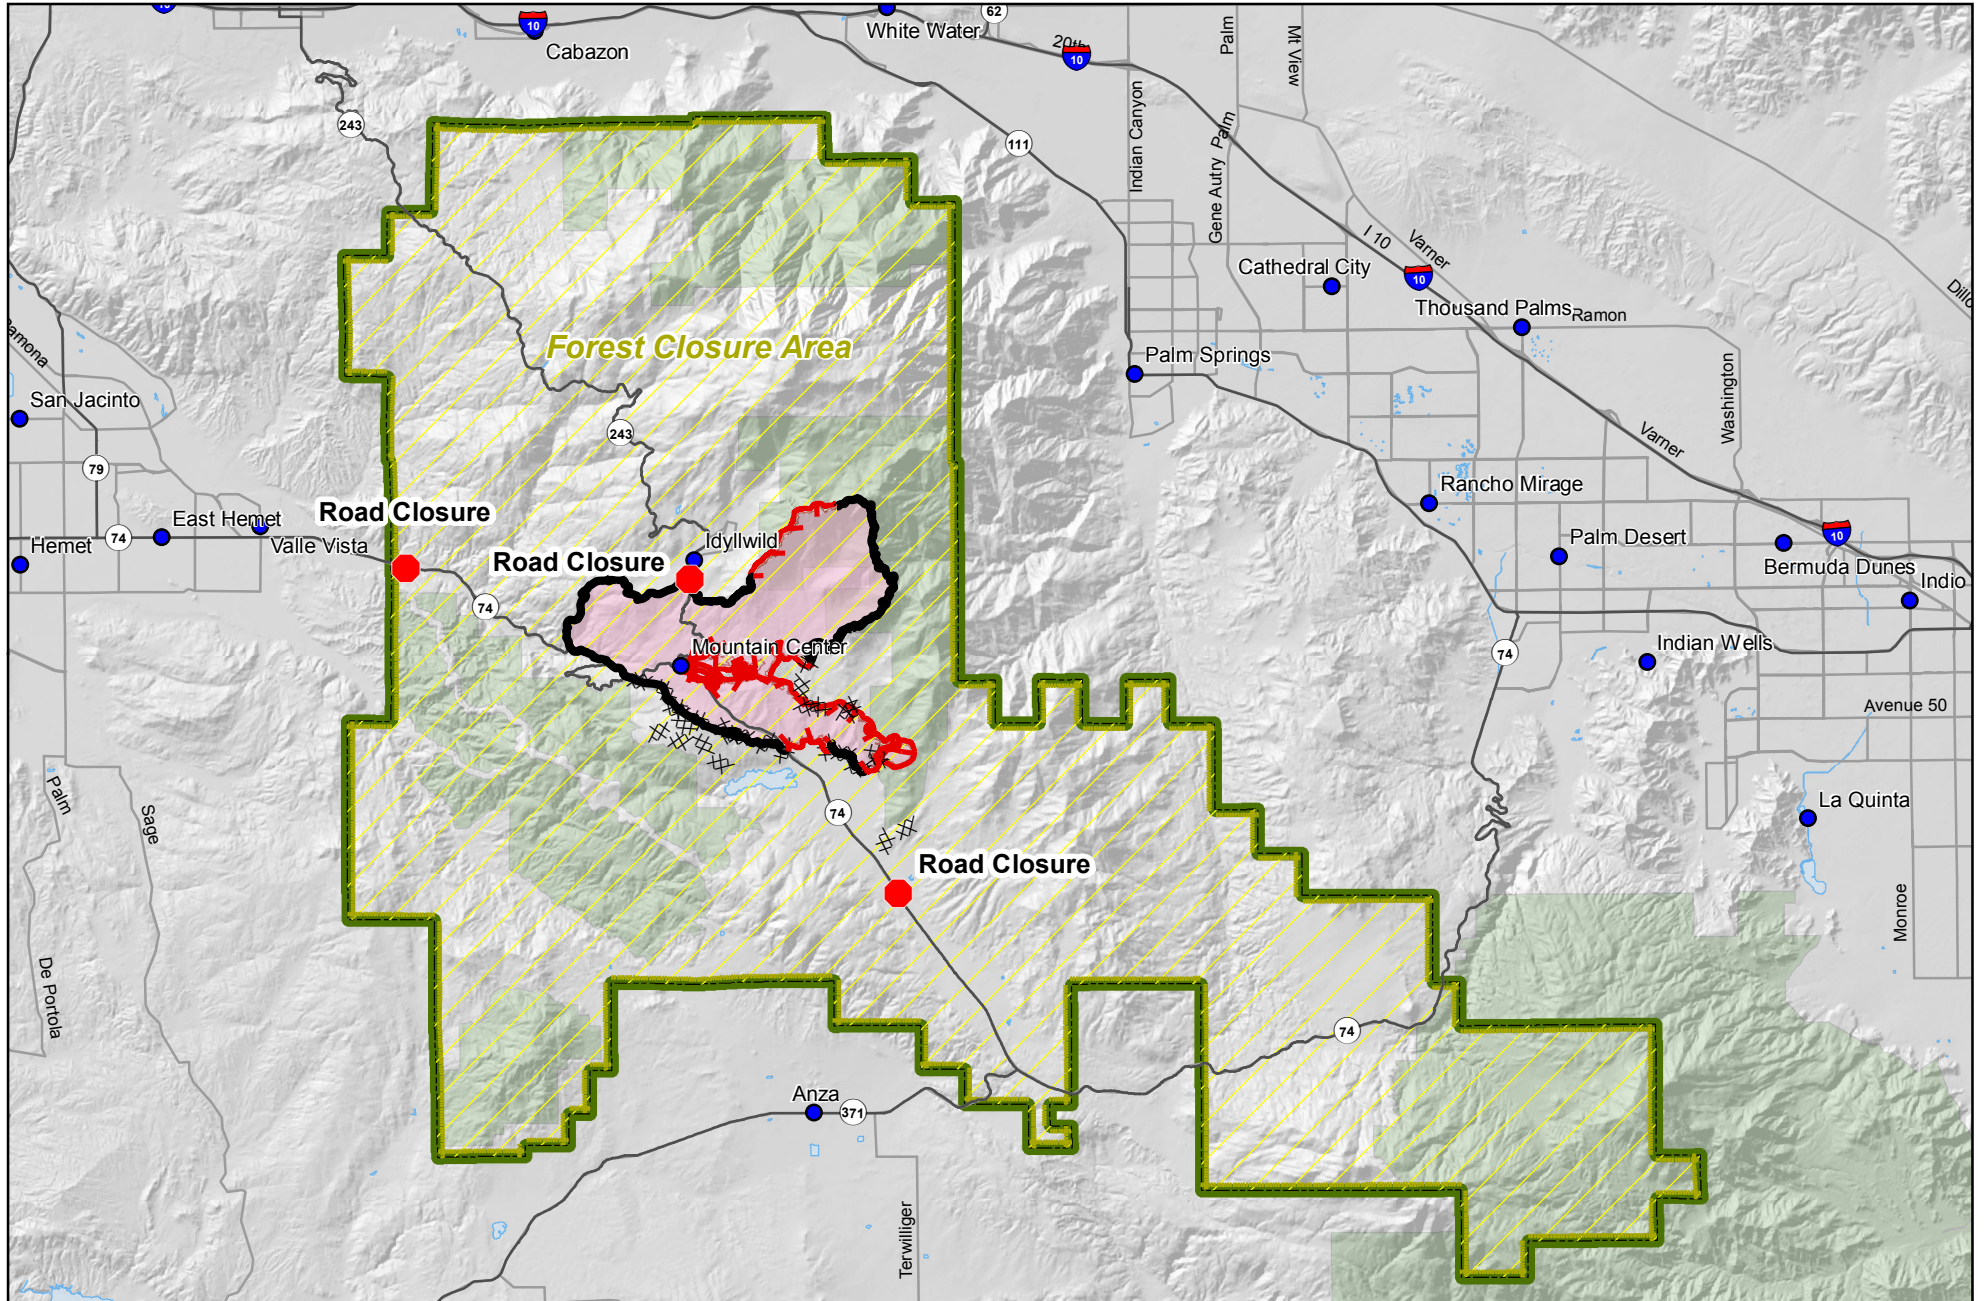 10
10
Cabazon
White Water
62
20th
10
Palm
Mt View
243
111
Indian Canyon
Gene Autry
Palm
I 10
Varner
Cathedral City
10
Thousand Palms
Ramon
Forest Closure Area
Palm Springs
San Jacinto
243
Washington
Varner
79
Rancho Mirage
Road Closure
East Hemet
74
Hemet
Valle Vista
Idyllwild
Road Closure
Palm Desert
10
Bermuda Dunes
Indio
74
Mountain Center
74
Indian Wells
Avenue 50
Palm
Sage
74
La Quinta
Road Closure
Monroe
De Portola
74
Anza
371
Terwilliger